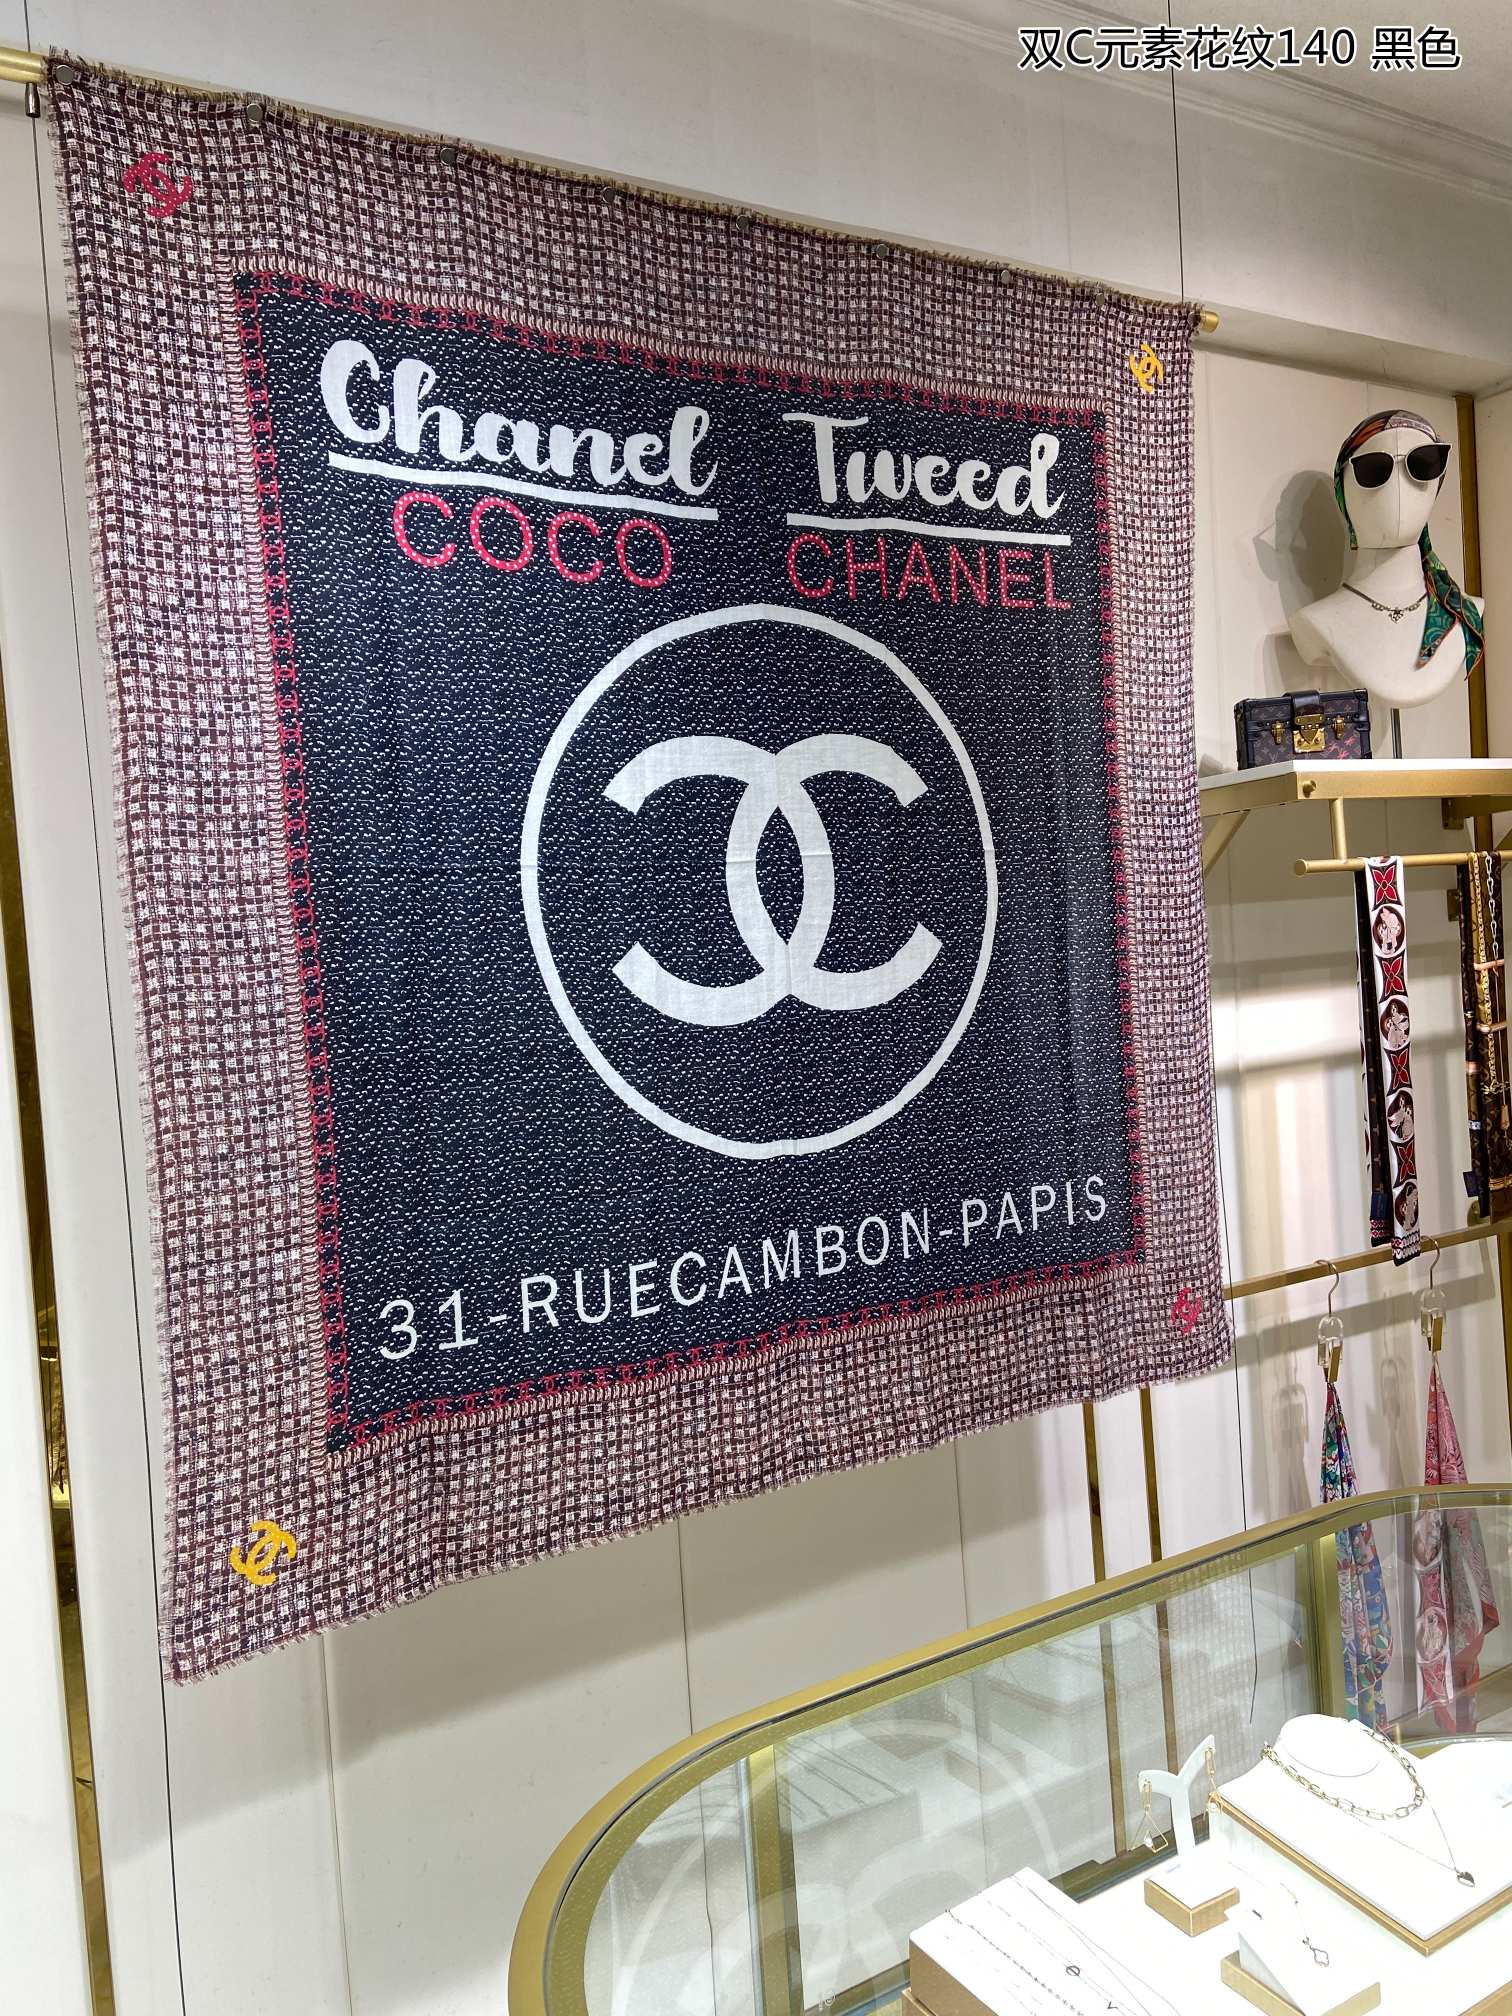 双C元素花纹140 黑色
Chanel Tweed
COCO CHANEL
31-RUECAMBON-PAPIS